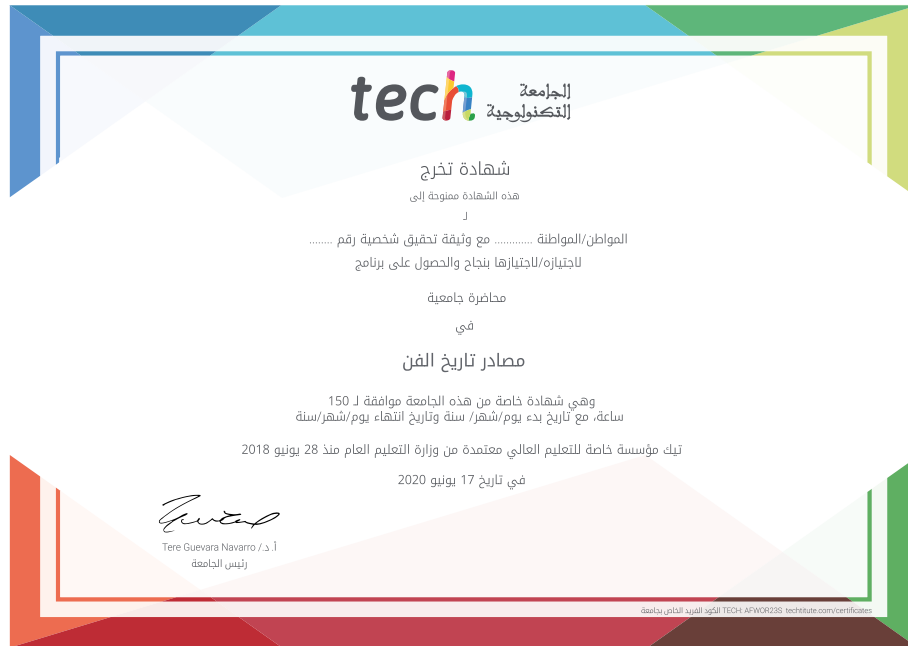 tech الجامعة
التكنولوجية
شهادة تخرج
هذه الشهادة ممنوحة إلى
لـ
المواطن/المواطنة ............. مع وثيقة تحقيق شخصية رقم ........
لاجتيازه/لاجتيازها بنجاح والحصول على برنامج
محاضرة جامعية
في
مصادر تاريخ الفن
وهي شهادة خاصة من هذه الجامعة موافقة لـ 150
ساعة، مع تاريخ بدء يوم/شهر/ سنة وتاريخ انتهاء يوم/شهر/سنة
تيك مؤسسة خاصة للتعليم العالي معتمدة من وزارة التعليم العام منذ 28 يونيو 2018
في تاريخ 17 يونيو 2020
أ. د./ Tere Guevara Navarro
رئيس الجامعة
الكود الفريد الخاص بجامعة TECH: AFWOR23S techtitute.com/certificates